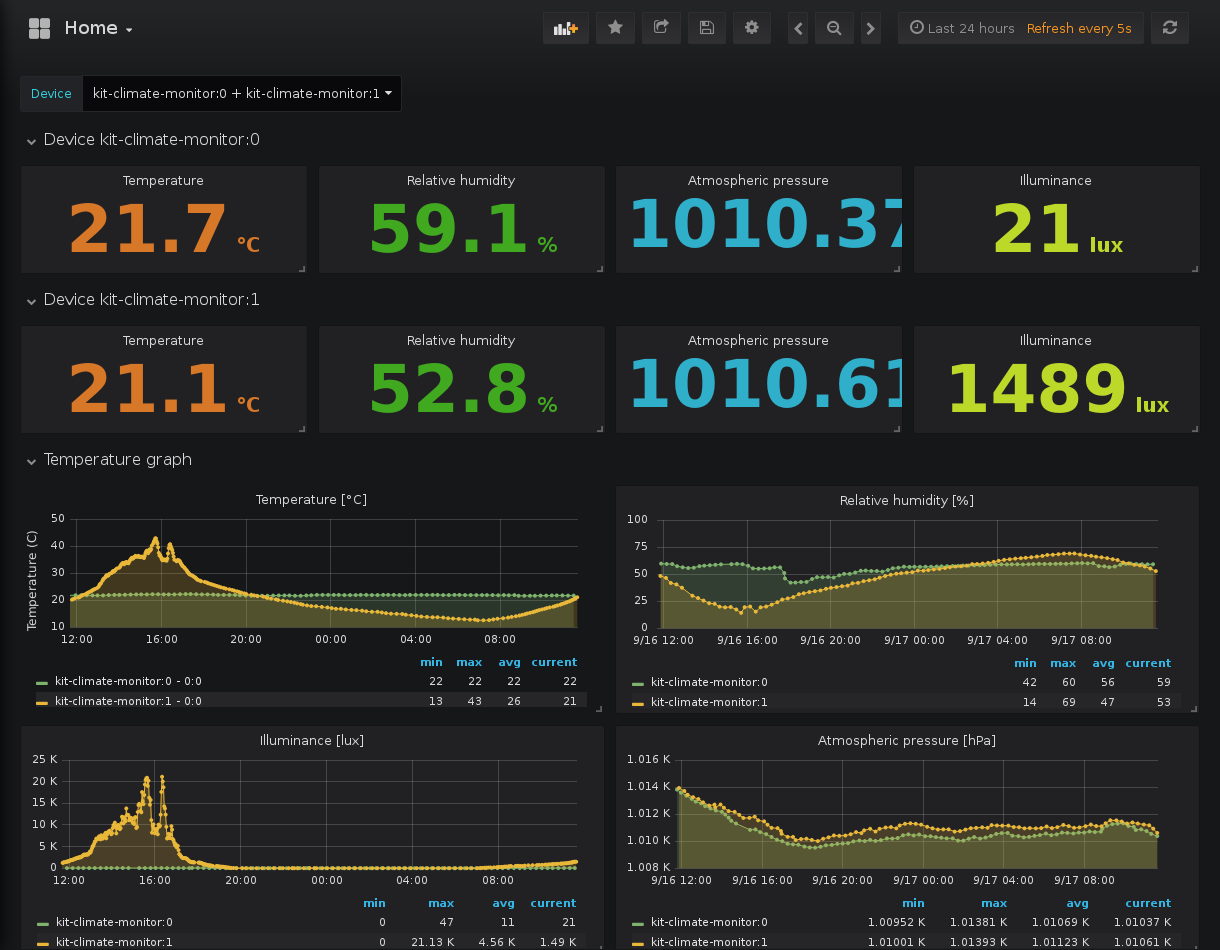 Home
Last 24 hours Refresh every 5s
Device kit-climate-monitor:0 + kit-climate-monitor:1
Device kit-climate-monitor:0
Temperature Relative humidity Atmospheric pressure Illuminance
21.7 °C 59.1 % 1010.37 21 lux
Device kit-climate-monitor:1
Temperature Relative humidity Atmospheric pressure Illuminance
21.1 °C 52.8 % 1010.61 1489 lux
Temperature graph
Temperature [°C]
Temperature (C)
50
40
30
20
10
12:00 16:00 20:00 00:00 04:00 08:00
min max avg current
kit-climate-monitor:0 - 0:0 22 22 22 22
kit-climate-monitor:1 - 0:0 13 43 26 21
Relative humidity [%]
100
75
50
25
0
9/16 12:00 9/16 16:00 9/16 20:00 9/17 00:00 9/17 04:00 9/17 08:00
min max avg current
kit-climate-monitor:0 42 60 56 59
kit-climate-monitor:1 14 69 47 53
Illuminance [lux]
25 K
20 K
15 K
10 K
5 K
0
12:00 16:00 20:00 00:00 04:00 08:00
min max avg current
kit-climate-monitor:0 0 47 11 21
kit-climate-monitor:1 0 21.13 K 4.56 K 1.49 K
Atmospheric pressure [hPa]
1.016 K
1.014 K
1.012 K
1.010 K
1.008 K
9/16 12:00 9/16 16:00 9/16 20:00 9/17 00:00 9/17 04:00 9/17 08:00
min max avg current
kit-climate-monitor:0 1.00952 K 1.01381 K 1.01069 K 1.01037 K
kit-climate-monitor:1 1.01001 K 1.01393 K 1.01123 K 1.01061 K